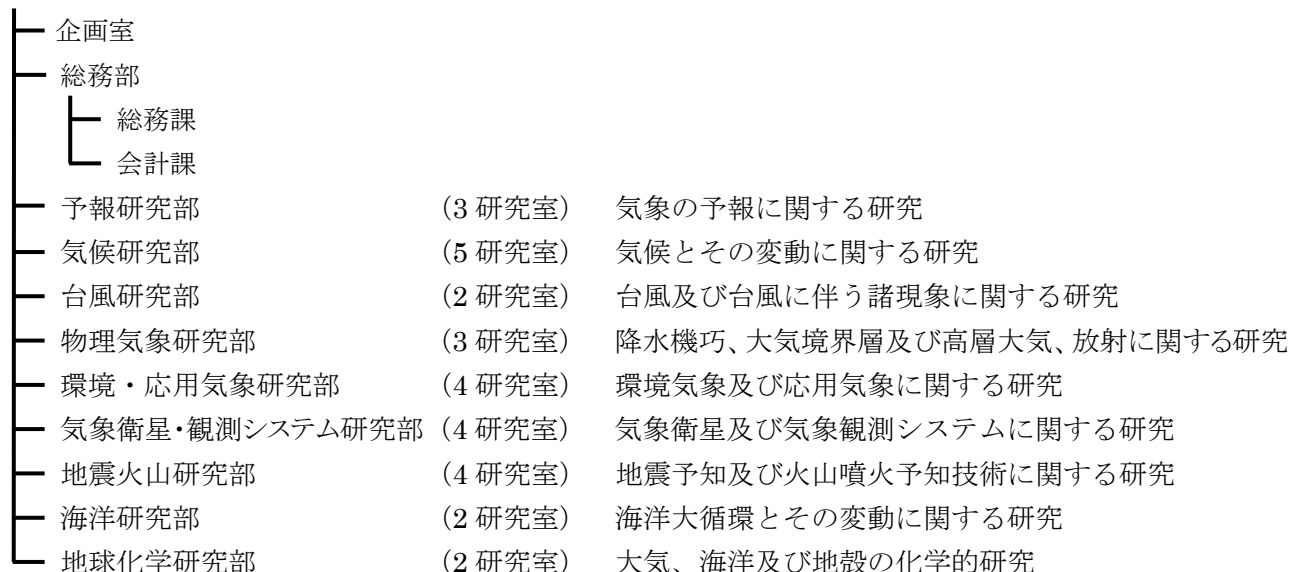 企画室
総務部
総務課
会計課
予報研究部 (3 研究室) 気象の予報に関する研究
気候研究部 (5 研究室) 気候とその変動に関する研究
台風研究部 (2 研究室) 台風及び台風に伴う諸現象に関する研究
物理気象研究部 (3 研究室) 降水機巧、大気境界層及び高層大気、放射に関する研究
環境・応用気象研究部 (4 研究室) 環境気象及び応用気象に関する研究
気象衛星・観測システム研究部 (4 研究室) 気象衛星及び気象観測システムに関する研究
地震火山研究部 (4 研究室) 地震予知及び火山噴火予知技術に関する研究
海洋研究部 (2 研究室) 海洋大循環とその変動に関する研究
地球化学研究部 (2 研究室) 大気、海洋及び地殻の化学的研究